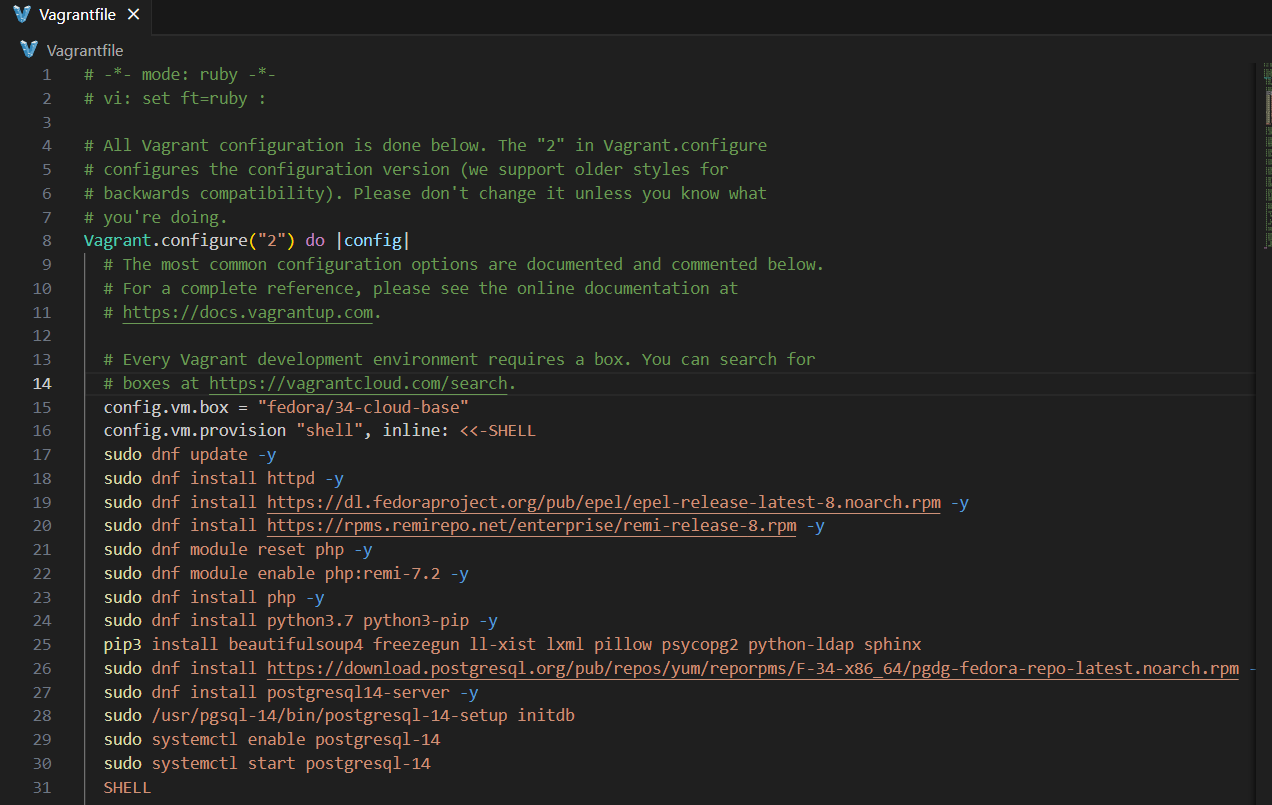 Vagrantfile ✕
Vagrantfile
1 # -*- mode: ruby -*-
2 # vi: set ft=ruby :
3
4 # All Vagrant configuration is done below. The "2" in Vagrant.configure
5 # configures the configuration version (we support older styles for
6 # backwards compatibility). Please don't change it unless you know what
7 # you're doing.
8 Vagrant.configure("2") do |config|
9 # The most common configuration options are documented and commented below.
10 # For a complete reference, please see the online documentation at
11 # https://docs.vagrantup.com.
12
13 # Every Vagrant development environment requires a box. You can search for
14 # boxes at https://vagrantcloud.com/search.
15 config.vm.box = "fedora/34-cloud-base"
16 config.vm.provision "shell", inline: <<-SHELL
17 sudo dnf update -y
18 sudo dnf install httpd -y
19 sudo dnf install https://dl.fedoraproject.org/pub/epel/epel-release-latest-8.noarch.rpm -y
20 sudo dnf install https://rpms.remirepo.net/enterprise/remi-release-8.rpm -y
21 sudo dnf module reset php -y
22 sudo dnf module enable php:remi-7.2 -y
23 sudo dnf install php -y
24 sudo dnf install python3.7 python3-pip -y
25 pip3 install beautifulsoup4 freezegun ll-xist lxml pillow psycopg2 python-ldap sphinx
26 sudo dnf install https://download.postgresql.org/pub/repos/yum/reporpms/F-34-x86_64/pgdg-fedora-repo-latest.noarch.rpm -
27 sudo dnf install postgresql14-server -y
28 sudo /usr/pgsql-14/bin/postgresql-14-setup initdb
29 sudo systemctl enable postgresql-14
30 sudo systemctl start postgresql-14
31 SHELL